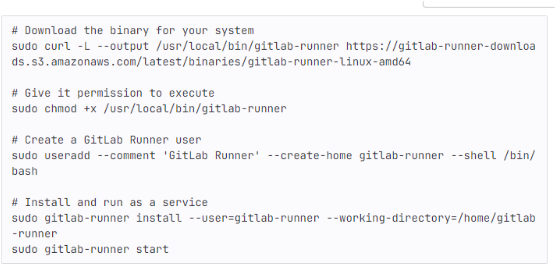 # Download the binary for your system
sudo curl -L --output /usr/local/bin/gitlab-runner https://gitlab-runner-downloa
ds.s3.amazonaws.com/latest/binaries/gitlab-runner-linux-amd64
# Give it permission to execute
sudo chmod +x /usr/local/bin/gitlab-runner
# Create a GitLab Runner user
sudo useradd --comment 'GitLab Runner' --create-home gitlab-runner --shell /bin/
bash
# Install and run as a service
sudo gitlab-runner install --user=gitlab-runner --working-directory=/home/gitlab
-runner
sudo gitlab-runner start